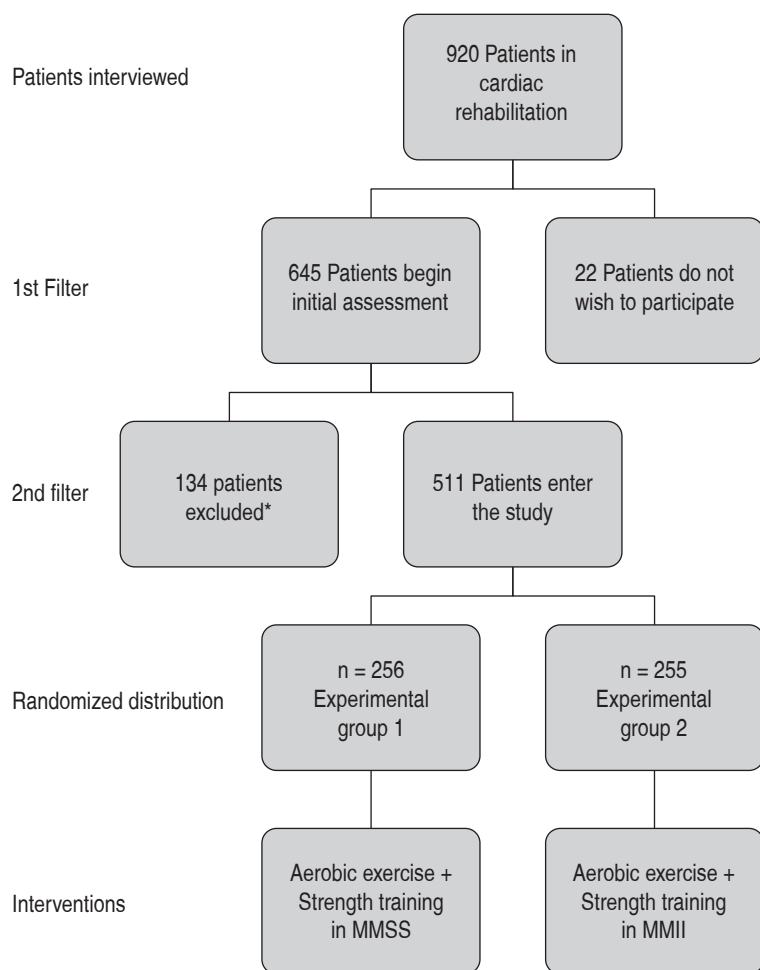 Patients interviewed
920 Patients in
cardiac
rehabilitation
1st Filter
645 Patients begin
initial assessment
22 Patients do not
wish to participate
2nd filter
134 patients
excluded*
511 Patients enter
the study
Randomized distribution
n = 256
Experimental
group 1
n = 255
Experimental
group 2
Interventions
Aerobic exercise +
Strength training
in MMSS
Aerobic exercise +
Strength training
in MMII